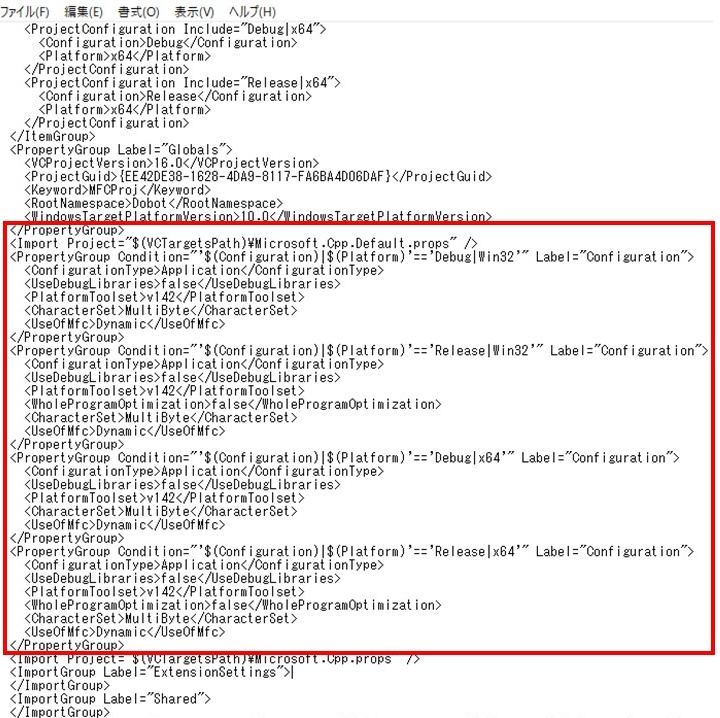 ファイル(F) 編集(E) 書式(O) 表示(V) ヘルプ(H)
<ProjectConfiguration Include="Debug|x64">
<Configuration>Debug</Configuration>
<Platform>x64</Platform>
</ProjectConfiguration>
<ProjectConfiguration Include="Release|x64">
<Configuration>Release</Configuration>
<Platform>x64</Platform>
</ProjectConfiguration>
</ItemGroup>
<PropertyGroup Label="Globals">
<VCProjectVersion>16.0</VCProjectVersion>
<ProjectGuid>{EE42DE38-1628-4DA9-8117-FA6BA4D06DAF}</ProjectGuid>
<Keyword>MFCProj</Keyword>
<RootNamespace>Dobot</RootNamespace>
<WindowsTargetPlatformVersion>10.0</WindowsTargetPlatformVersion>
</PropertyGroup>
<Import Project="$(VCTargetsPath)¥Microsoft.Cpp.Default.props" />
<PropertyGroup Condition="'$(Configuration)|$(Platform)'=='Debug|Win32'" Label="Configuration">
<ConfigurationType>Application</ConfigurationType>
<UseDebugLibraries>false</UseDebugLibraries>
<PlatformToolset>v142</PlatformToolset>
<CharacterSet>MultiByte</CharacterSet>
<UseOfMfc>Dynamic</UseOfMfc>
</PropertyGroup>
<PropertyGroup Condition="'$(Configuration)|$(Platform)'=='Release|Win32'" Label="Configuration">
<ConfigurationType>Application</ConfigurationType>
<UseDebugLibraries>false</UseDebugLibraries>
<PlatformToolset>v142</PlatformToolset>
<WholeProgramOptimization>false</WholeProgramOptimization>
<CharacterSet>MultiByte</CharacterSet>
<UseOfMfc>Dynamic</UseOfMfc>
</PropertyGroup>
<PropertyGroup Condition="'$(Configuration)|$(Platform)'=='Debug|x64'" Label="Configuration">
<ConfigurationType>Application</ConfigurationType>
<UseDebugLibraries>false</UseDebugLibraries>
<PlatformToolset>v142</PlatformToolset>
<CharacterSet>MultiByte</CharacterSet>
<UseOfMfc>Dynamic</UseOfMfc>
</PropertyGroup>
<PropertyGroup Condition="'$(Configuration)|$(Platform)'=='Release|x64'" Label="Configuration">
<ConfigurationType>Application</ConfigurationType>
<UseDebugLibraries>false</UseDebugLibraries>
<PlatformToolset>v142</PlatformToolset>
<WholeProgramOptimization>false</WholeProgramOptimization>
<CharacterSet>MultiByte</CharacterSet>
<UseOfMfc>Dynamic</UseOfMfc>
</PropertyGroup>
<Import Project="$(VCTargetsPath)¥Microsoft.Cpp.props" />
<ImportGroup Label="ExtensionSettings">
</ImportGroup>
<ImportGroup Label="Shared">
</ImportGroup>